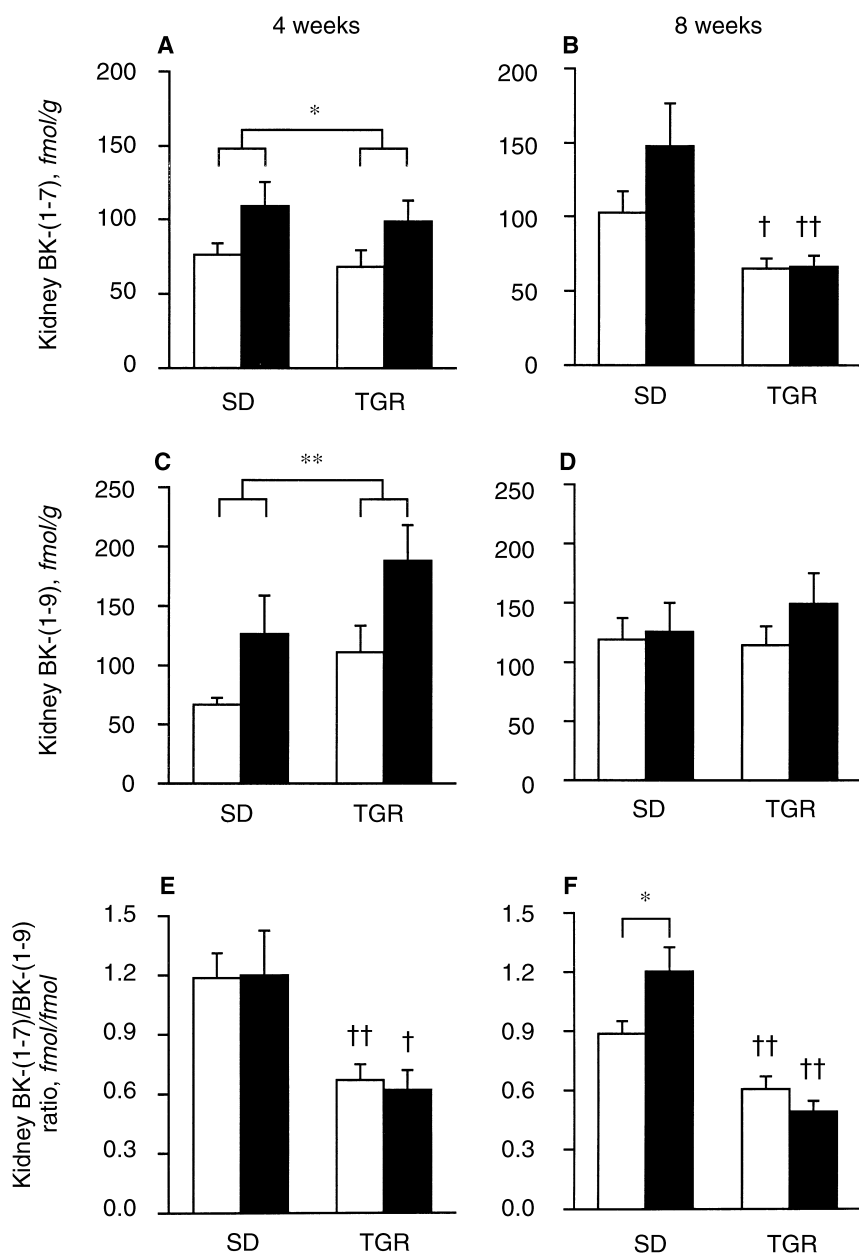 4 weeks
8 weeks
A
B
Kidney BK-(1-7), fmol/g
200
150
100
50
0
*
SD
TGR
200
150
100
50
0
†
††
SD
TGR
C
D
Kidney BK-(1-9), fmol/g
250
200
150
100
50
0
**
SD
TGR
250
200
150
100
50
0
SD
TGR
E
F
Kidney BK-(1-7)/BK-(1-9)
ratio, fmol/fmol
1.5
1.2
0.9
0.6
0.3
0.0
††
†
SD
TGR
1.5
1.2
0.9
0.6
0.3
0.0
*
††
††
SD
TGR